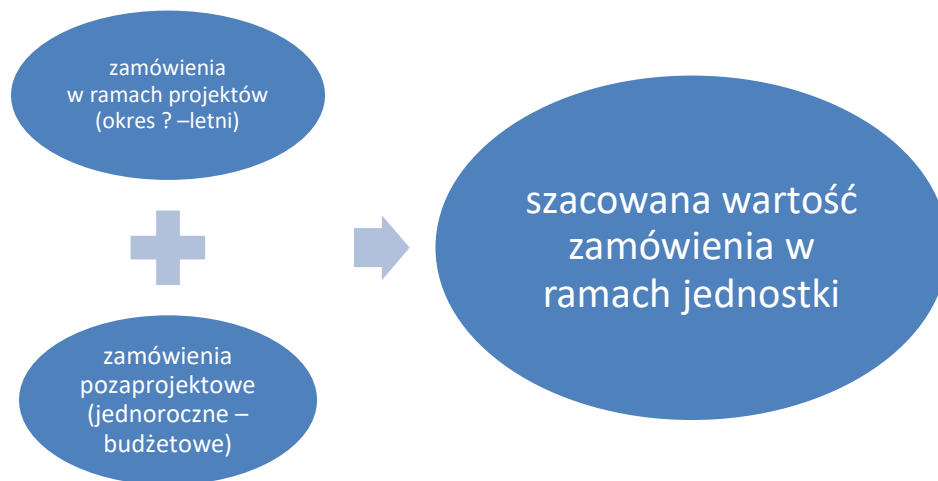 zamówienia
w ramach projektów
(okres ? –letni)
zamówienia
pozaprojektowe
(jednoroczne –
budżetowe)
szacowana wartość
zamówienia w
ramach jednostki